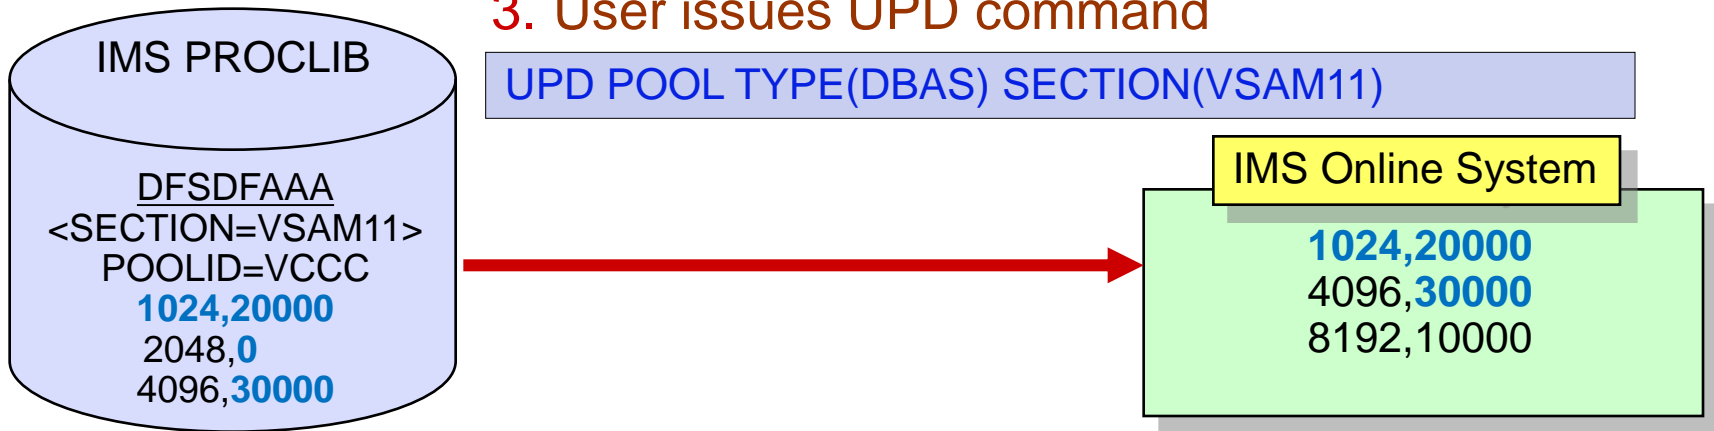 3. User issues UPD command
IMS PROCLIB
UPD POOL TYPE(DBAS) SECTION(VSAM11)
DFSDFAAA
<SECTION=VSAM11>
POOLID=VCCC
1024,20000
2048,0
4096,30000
IMS Online System
1024,20000
4096,30000
8192,10000